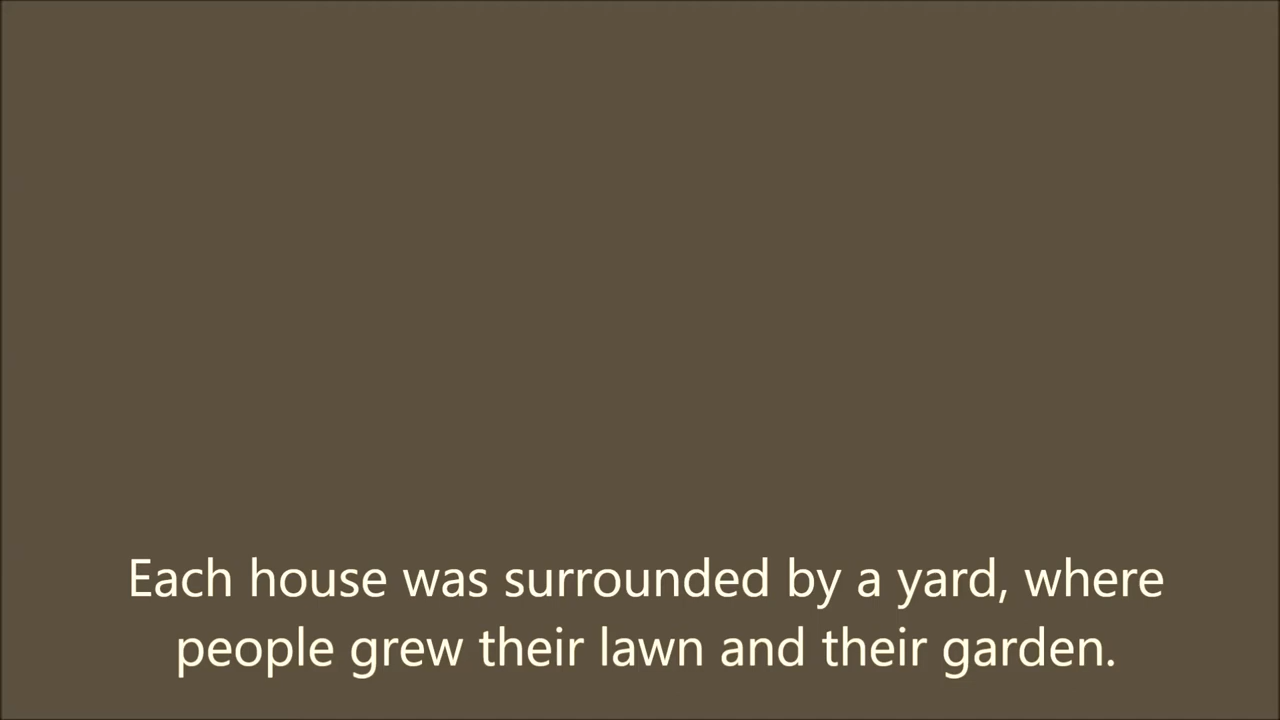 Each house was surrounded by a yard, where
people grew their lawn and their garden.